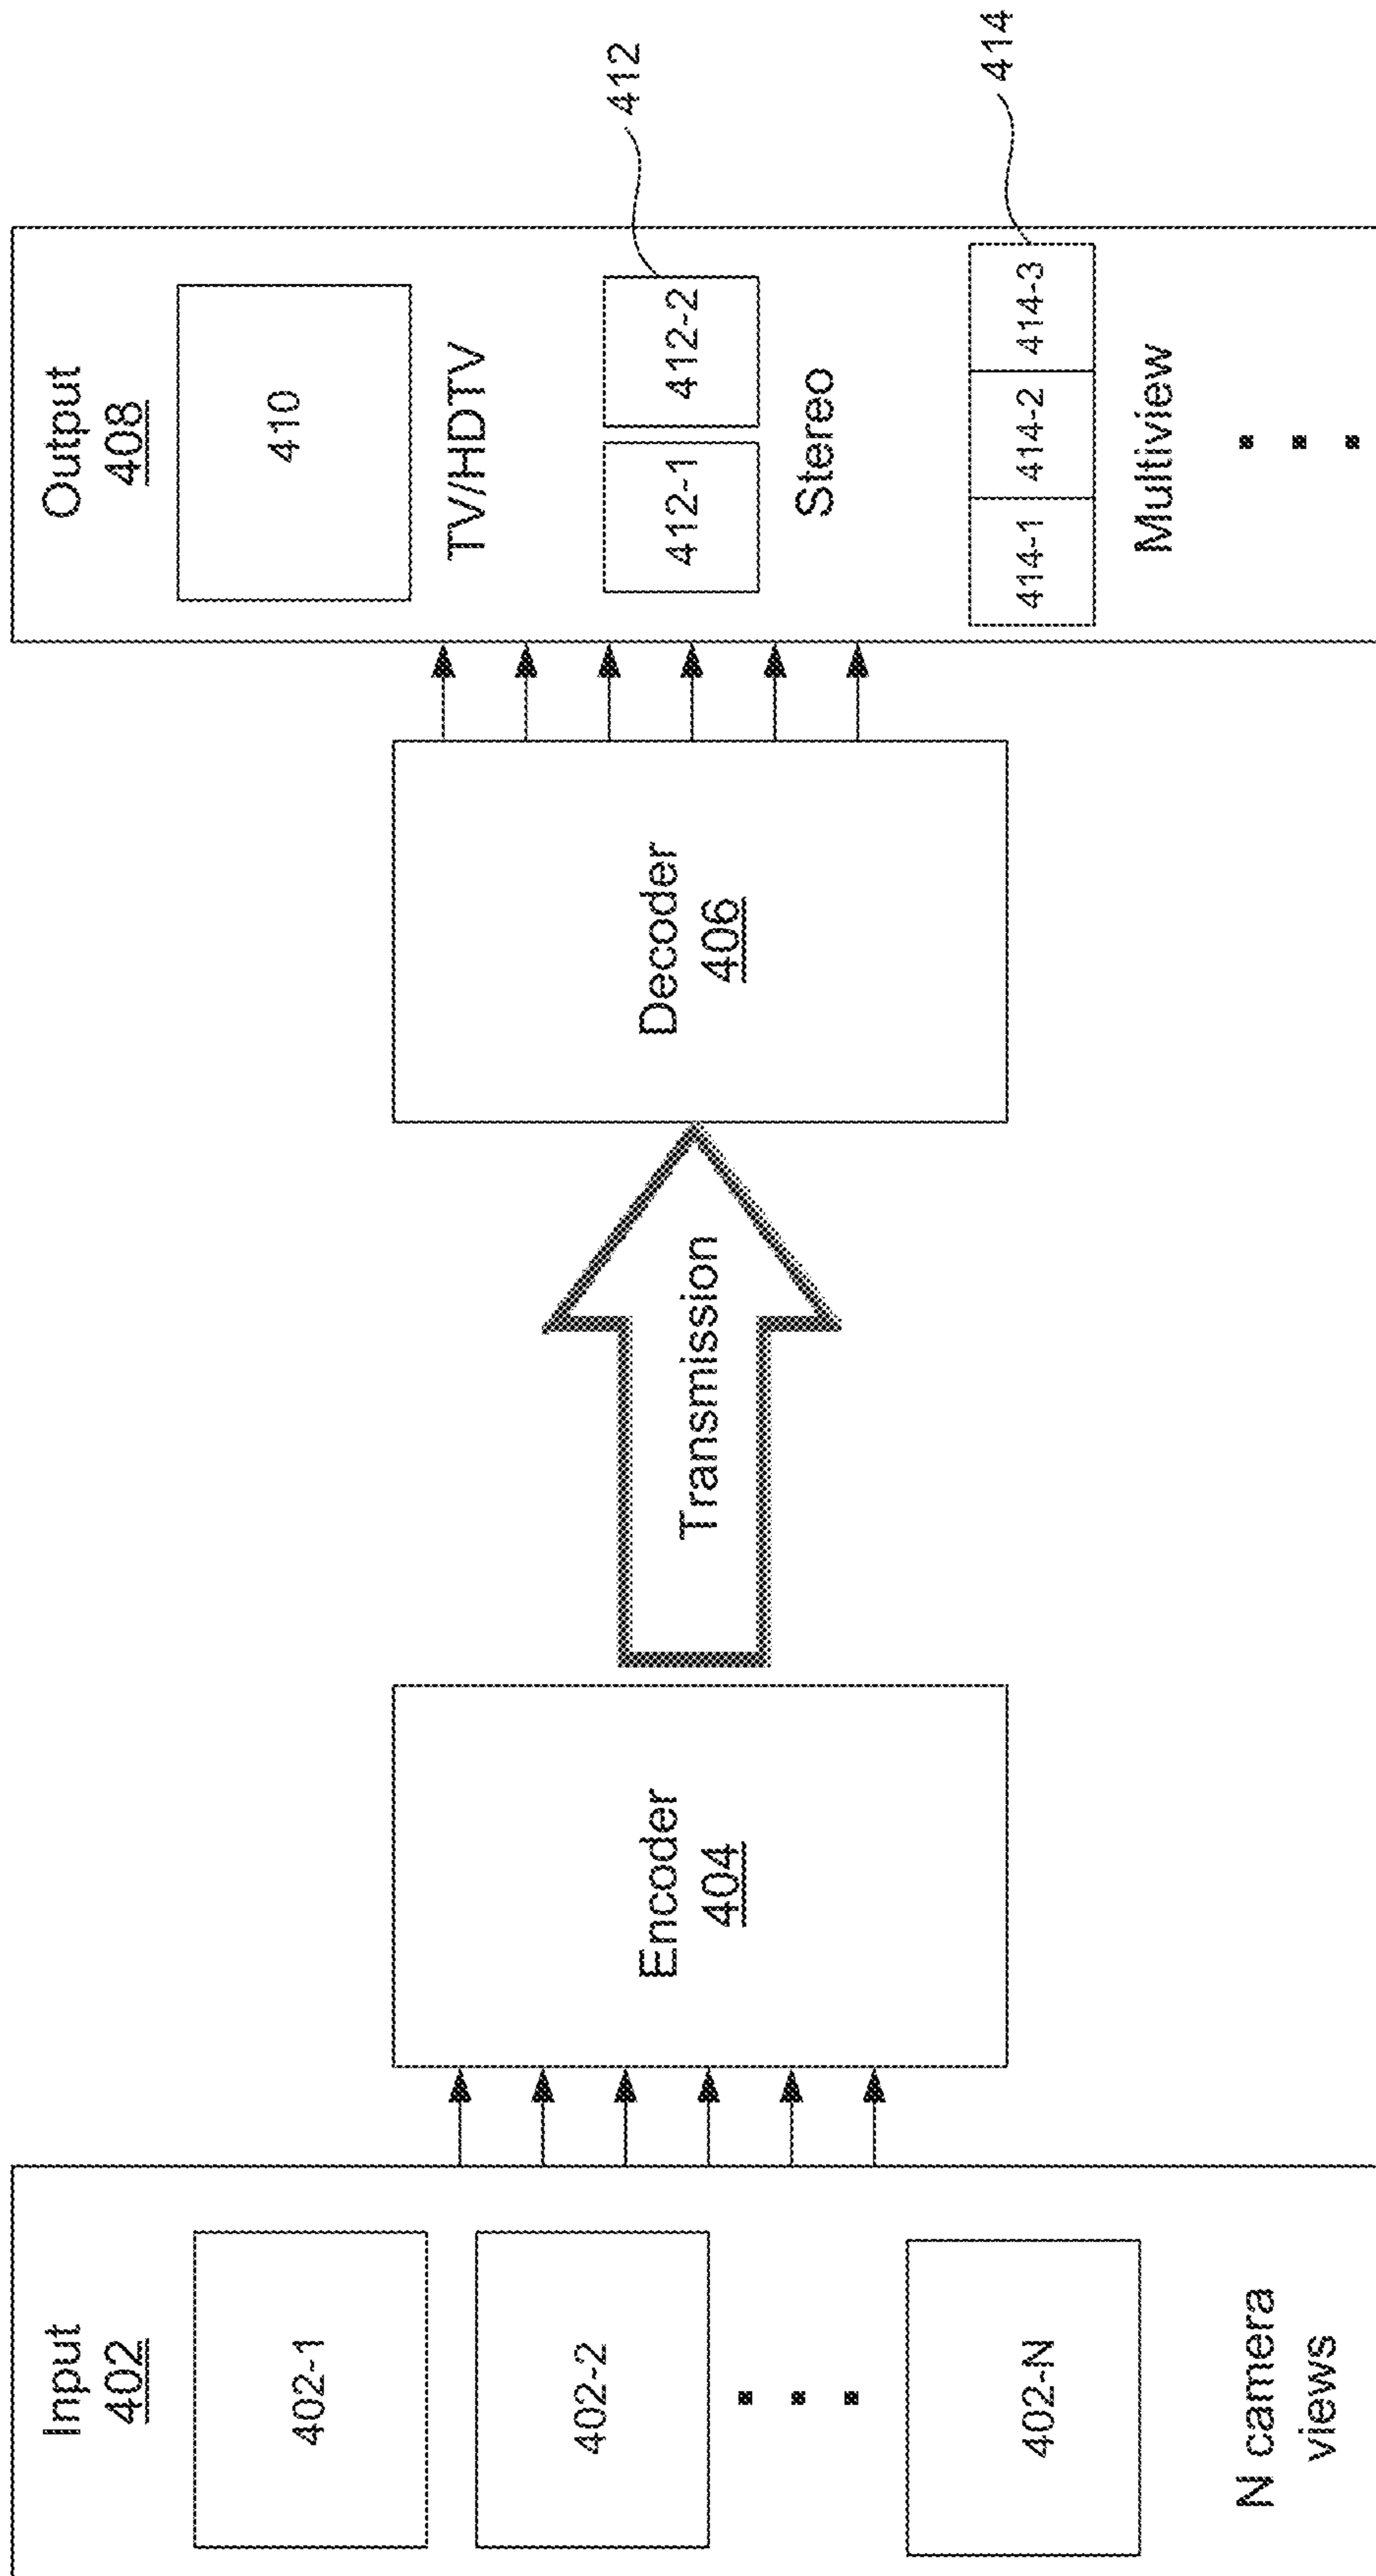 Input
402
402-1
402-2
402-N
N camera
views
Encoder
404
Transmission
Decoder
406
Output
408
410
TV/HDTV
412-1
412-2
412
Stereo
414-1
414-2
414-3
414
Multiview